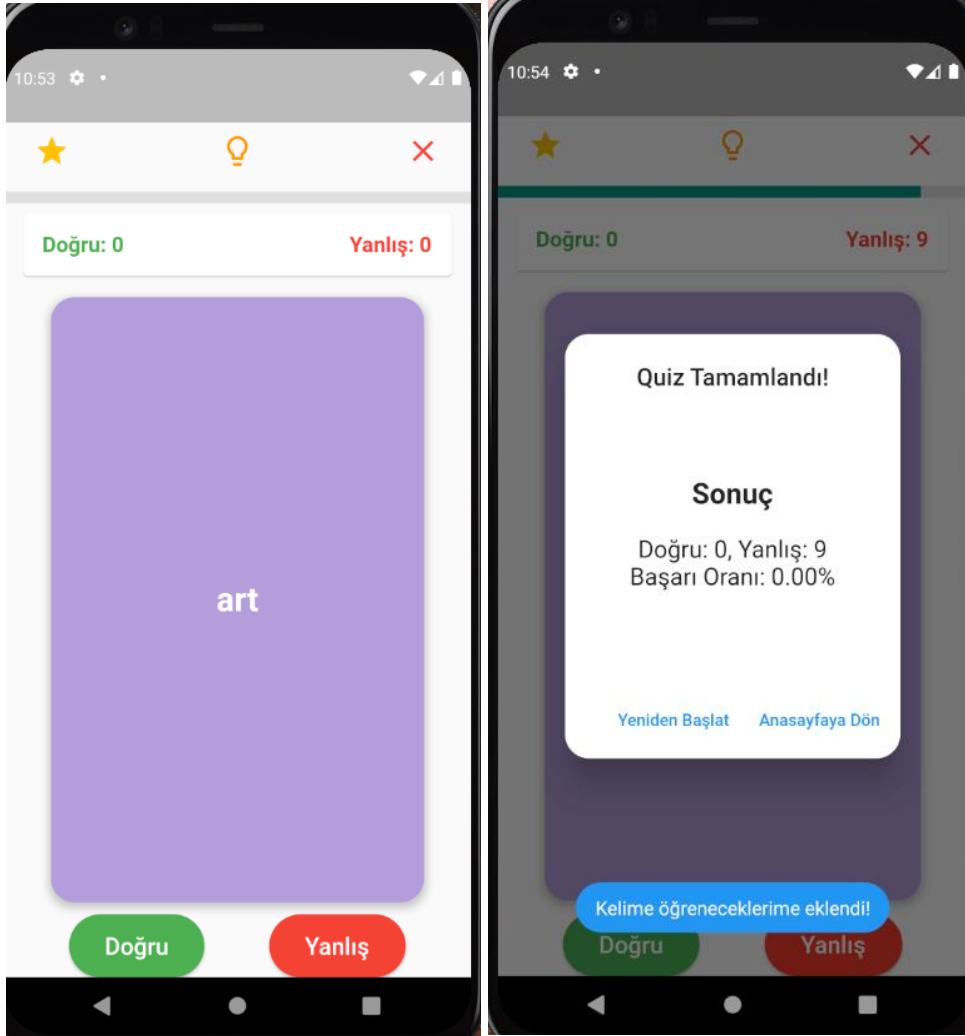 10:53
Doğru: 0
Yanlış: 0
art
Doğru
Yanlış
10:54
Doğru: 0
Yanlış: 9
Quiz Tamamlandı!
Sonuç
Doğru: 0, Yanlış: 9
Başarı Oranı: 0.00%
Yeniden Başlat
Anasayfaya Dön
Kelime öğreneceklerime eklendi!
Doğru
Yanlış